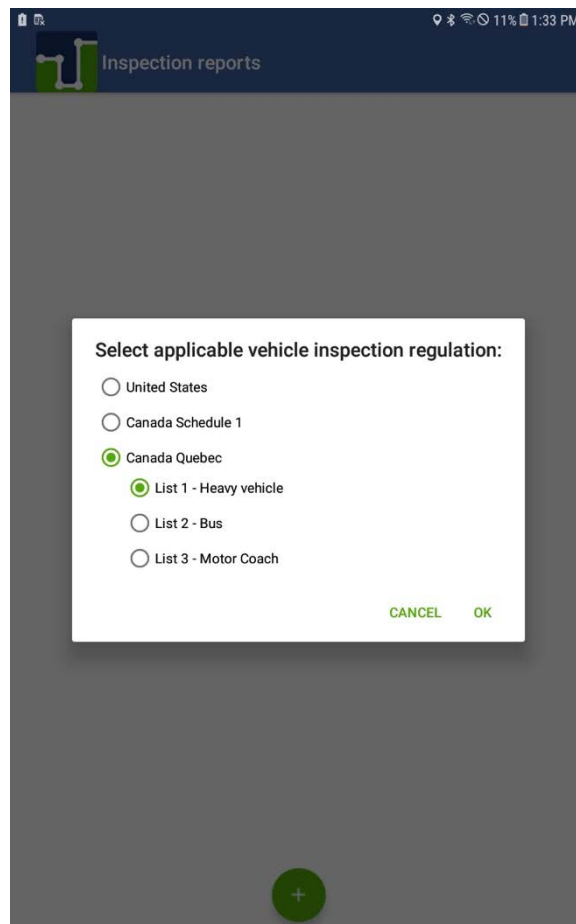 11% 1:33 PM
Inspection reports
Select applicable vehicle inspection regulation:
United States
Canada Schedule 1
Canada Quebec
List 1 - Heavy vehicle
List 2 - Bus
List 3 - Motor Coach
CANCEL OK
+